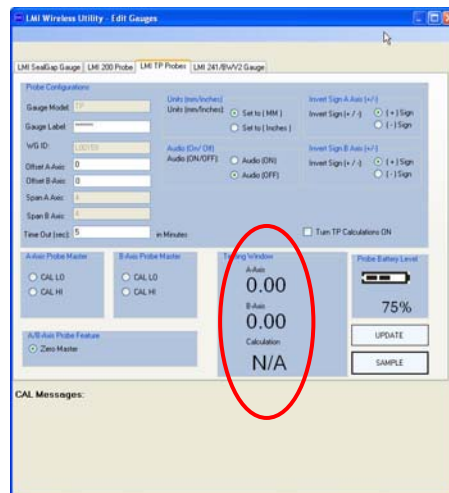 LMI Wireless Utility - Edit Gauges
LMI SealGap Gauge LMI 200 Probe LMI TP Probes LMI 241/BWV2 Gauge
Probe Configurations
Gauge Model: TP
Gauge Label:
WG ID:
Offset A-Axis: 0
Offset B-Axis: 0
Span A Axis: 4
Span B Axis: 4
Time Out (sec): 5 in Minutes
Units (mm/Inches)
Units (mm/Inches) Set to ( MM )
Set to ( Inches )
Audio (On/ Off)
Audio (ON/OFF) Audio (ON)
Audio (OFF)
Invert Sign A Axis (+/-)
Invert Sign (+ / -) ( + ) Sign
( - ) Sign
Invert Sign B Axis (+/-)
Invert Sign (+ / -) ( + ) Sign
( - ) Sign
Turn TP Calculations ON
A-Axis Probe Master
CAL LO
CAL HI
B-Axis Probe Master
CAL LO
CAL HI
A/B-Axis Probe Feature
Zero Master
Window
A-Axis
0.00
B-Axis
0.00
Calculation
N/A
Probe Battery Level
75%
UPDATE
SAMPLE
CAL Messages: